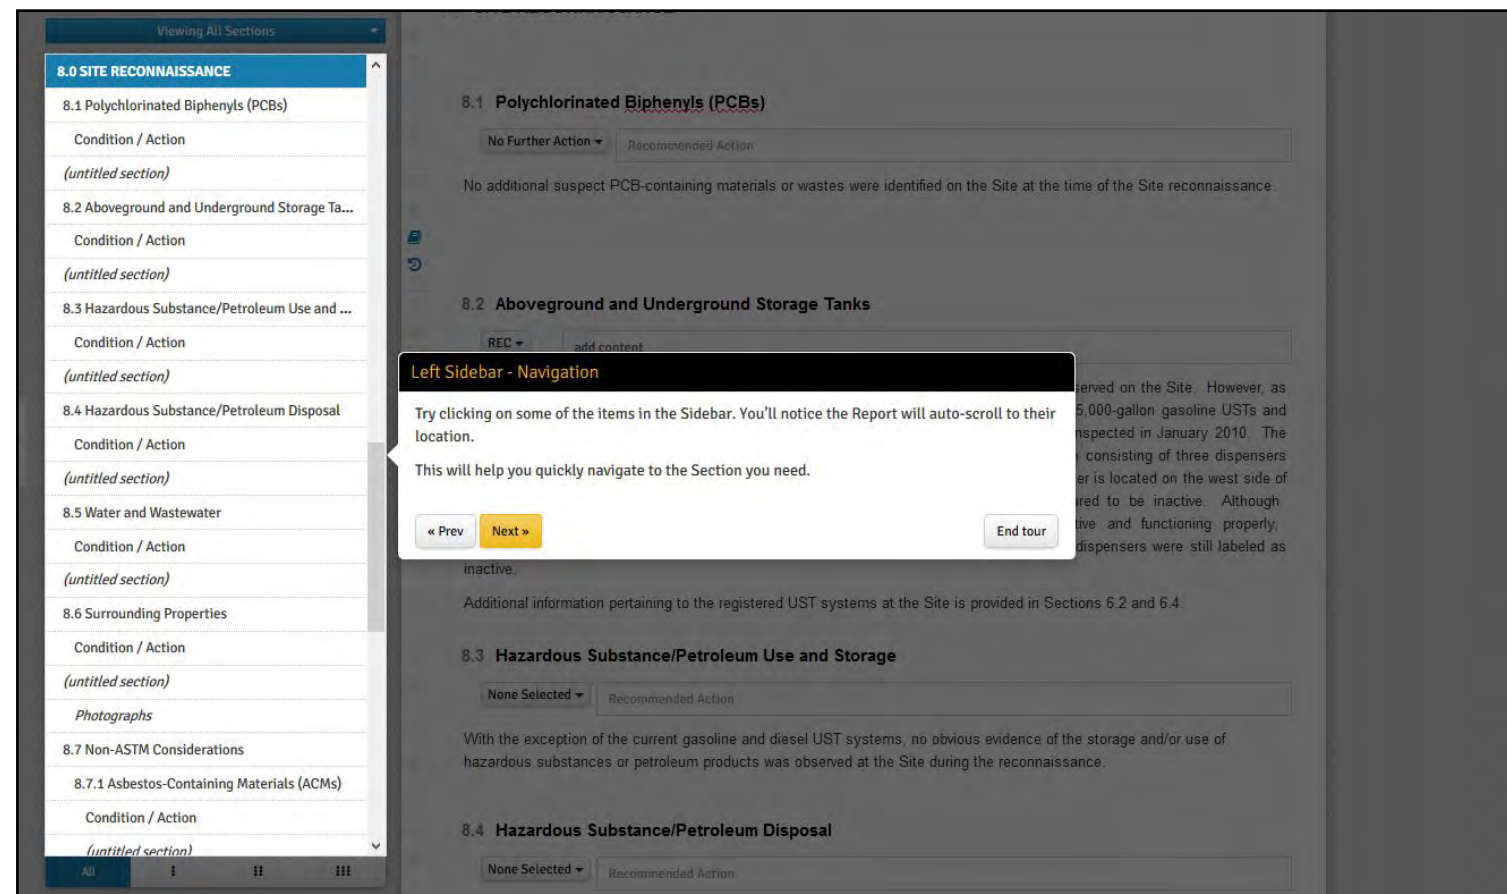 Viewing All Sections
8.0 SITE RECONNAISSANCE
8.1 Polychlorinated Biphenyls (PCBs)
Condition / Action
(untitled section)
8.2 Aboveground and Underground Storage Ta...
Condition / Action
(untitled section)
8.3 Hazardous Substance/Petroleum Use and ...
Condition / Action
(untitled section)
8.4 Hazardous Substance/Petroleum Disposal
Condition / Action
(untitled section)
8.5 Water and Wastewater
Condition / Action
(untitled section)
8.6 Surrounding Properties
Condition / Action
(untitled section)
Photographs
8.7 Non-ASTM Considerations
8.7.1 Asbestos-Containing Materials (ACMs)
Condition / Action
(untitled section)
All
8.1 Polychlorinated Biphenyls (PCBs)
No Further Action
Recommended Action
No additional suspect PCB-containing materials or wastes were identified on the Site at the time of the Site reconnaissance.
8.2 Aboveground and Underground Storage Tanks
REC
add content
Left Sidebar - Navigation
Try clicking on some of the items in the Sidebar. You'll notice the Report will auto-scroll to their
location.
This will help you quickly navigate to the Section you need.
« Prev
Next »
End tour
served on the Site. However, as
5,000-gallon gasoline USTs and
nspected in January 2010. The
consisting of three dispensers
er is located on the west side of
ared to be inactive. Although
tive and functioning properly,
dispensers were still labeled as
inactive.
Additional information pertaining to the registered UST systems at the Site is provided in Sections 6.2 and 6.4.
8.3 Hazardous Substance/Petroleum Use and Storage
None Selected
Recommended Action
With the exception of the current gasoline and diesel UST systems, no obvious evidence of the storage and/or use of
hazardous substances or petroleum products was observed at the Site during the reconnaissance.
8.4 Hazardous Substance/Petroleum Disposal
None Selected
Recommended Action